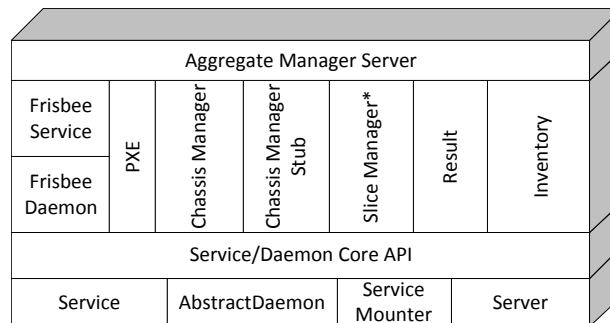 Aggregate Manager Server
Frisbee
Service
Frisbee
Daemon
PXE
Chassis Manager
Chassis Manager
Stub
Slice Manager*
Result
Inventory
Service/Daemon Core API
Service
AbstractDaemon
Service
Mounter
Server